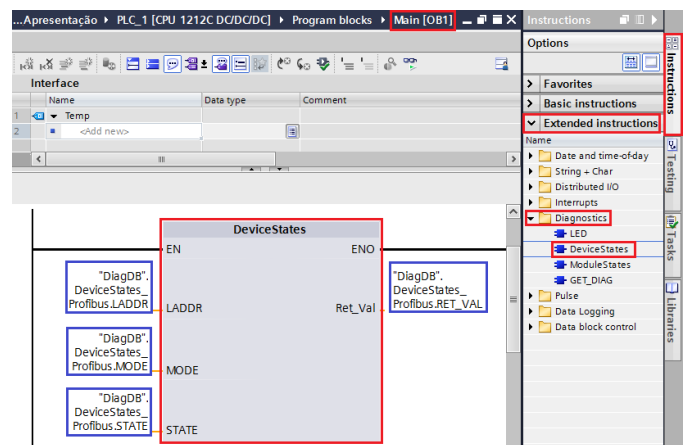 ...Apresentação ▸ PLC_1 [CPU 1212C DC/DC/DC] ▸ Program blocks ▸ Main [OB1]
Interface
Name Data type Comment
1 Temp
2 <Add new>
DeviceStates
EN ENO
"DiagDB".
DeviceStates_
Profibus.LADDR
LADDR
"DiagDB".
DeviceStates_
Profibus.RET_VAL
Ret_Val
"DiagDB".
DeviceStates_
Profibus.MODE
MODE
"DiagDB".
DeviceStates_
Profibus.STATE
STATE
Instructions
Options
Favorites
Basic instructions
Extended instructions
Name
Date and time-of-day
String + Char
Distributed I/O
Interrupts
Diagnostics
LED
DeviceStates
ModuleStates
GET_DIAG
Pulse
Data Logging
Data block control
Instructions
Testing
Tasks
Libraries